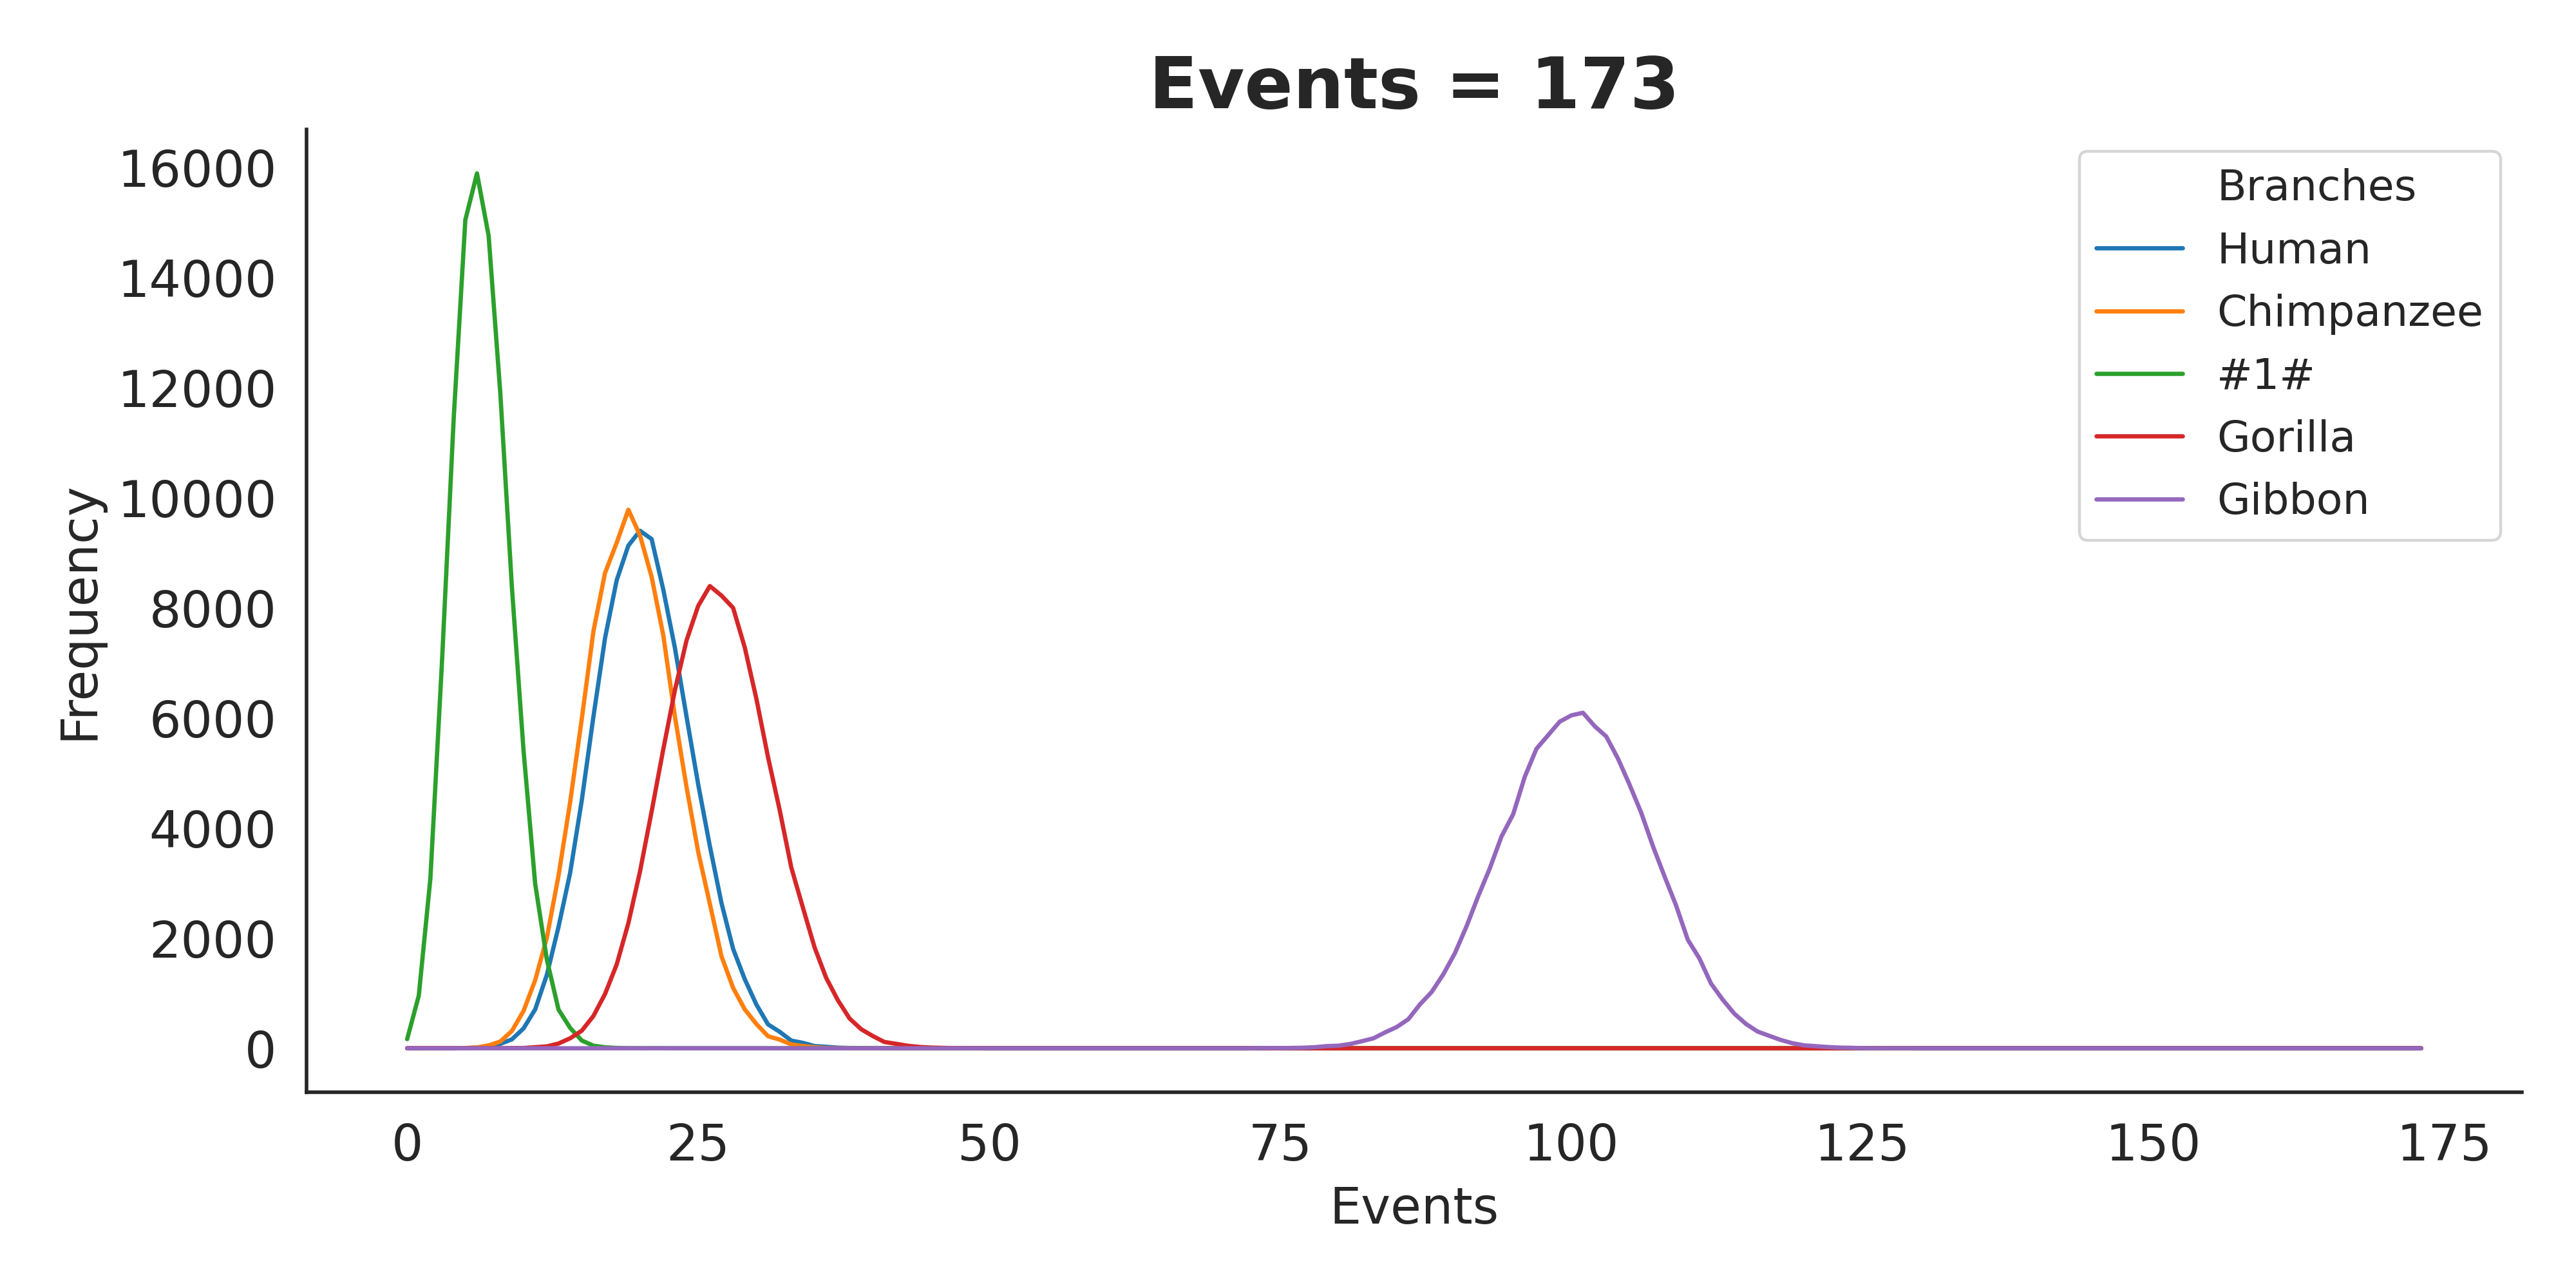 Events = 173
16000
14000
12000
10000
8000
6000
4000
2000
0
Frequency
0 25 50 75 100 125 150 175
Events
Branches
Human
Chimpanzee
#1#
Gorilla
Gibbon